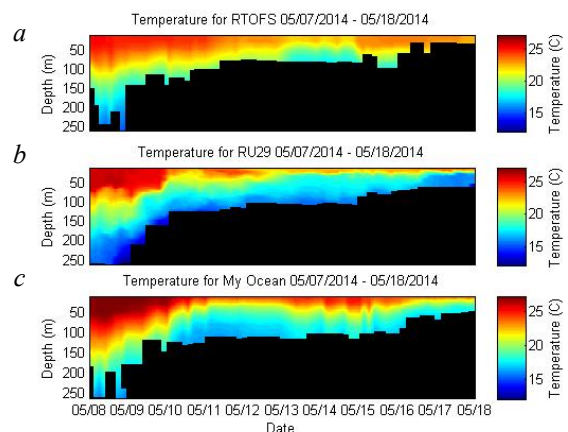 a
Temperature for RTOFS 05/07/2014 - 05/18/2014
50
100
150
200
250
Depth (m)
25
20
15
Temperature (C)
b
Temperature for RU29 05/07/2014 - 05/18/2014
50
100
150
200
250
Depth (m)
25
20
15
Temperature (C)
c
Temperature for My Ocean 05/07/2014 - 05/18/2014
50
100
150
200
250
Depth (m)
25
20
15
Temperature (C)
05/08 05/09 05/10 05/11 05/12 05/13 05/14 05/15 05/16 05/17 05/18
Date